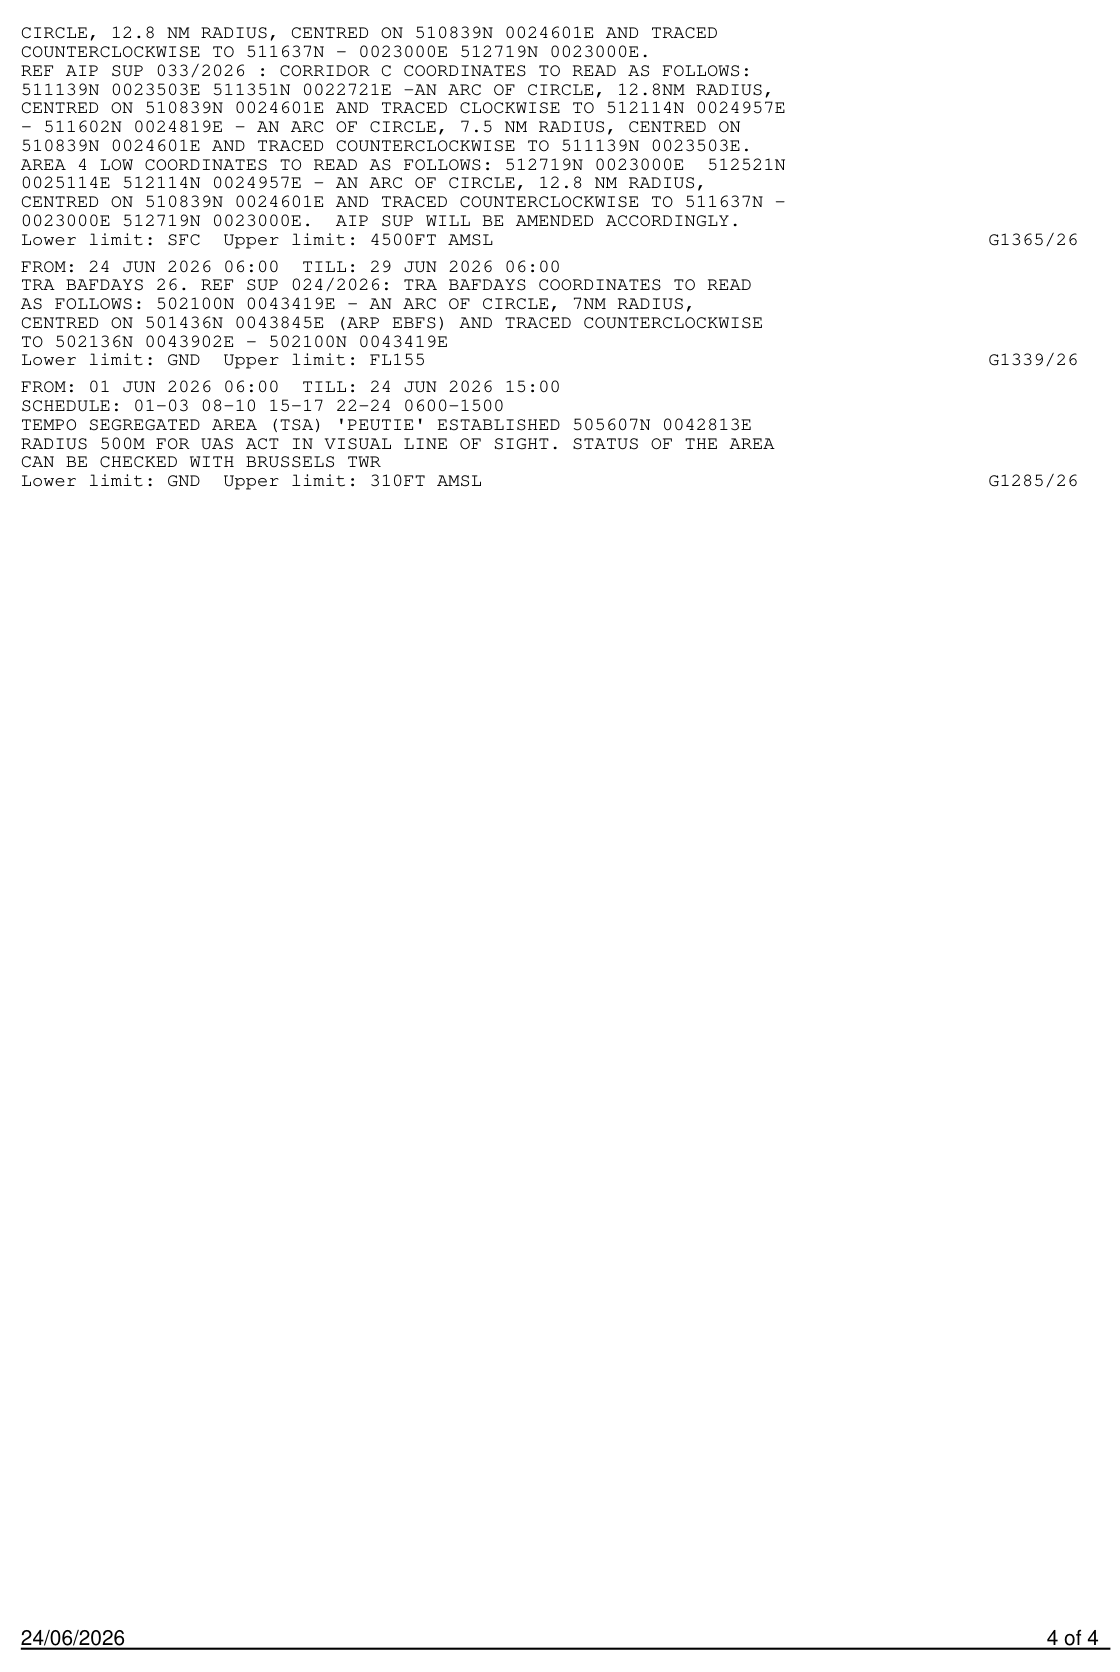 CIRCLE, 12.8 NM RADIUS, CENTRED ON 510839N 0024601E AND TRACED
COUNTERCLOCKWISE TO 511637N - 0023000E 512719N 0023000E.
REF AIP SUP 033/2026 : CORRIDOR C COORDINATES TO READ AS FOLLOWS:
511139N 0023503E 511351N 0022721E -AN ARC OF CIRCLE, 12.8NM RADIUS,
CENTRED ON 510839N 0024601E AND TRACED CLOCKWISE TO 512114N 0024957E
- 511602N 0024819E - AN ARC OF CIRCLE, 7.5 NM RADIUS, CENTRED ON
510839N 0024601E AND TRACED COUNTERCLOCKWISE TO 511139N 0023503E.
AREA 4 LOW COORDINATES TO READ AS FOLLOWS: 512719N 0023000E  512521N
0025114E 512114N 0024957E - AN ARC OF CIRCLE, 12.8 NM RADIUS,
CENTRED ON 510839N 0024601E AND TRACED COUNTERCLOCKWISE TO 511637N -
0023000E 512719N 0023000E.  AIP SUP WILL BE AMENDED ACCORDINGLY.
Lower limit: SFC  Upper limit: 4500FT AMSL G1365/26
FROM: 24 JUN 2026 06:00  TILL: 29 JUN 2026 06:00
TRA BAFDAYS 26. REF SUP 024/2026: TRA BAFDAYS COORDINATES TO READ
AS FOLLOWS: 502100N 0043419E - AN ARC OF CIRCLE, 7NM RADIUS,
CENTRED ON 501436N 0043845E (ARP EBFS) AND TRACED COUNTERCLOCKWISE
TO 502136N 0043902E - 502100N 0043419E
Lower limit: GND  Upper limit: FL155 G1339/26
FROM: 01 JUN 2026 06:00  TILL: 24 JUN 2026 15:00
SCHEDULE: 01-03 08-10 15-17 22-24 0600-1500
TEMPO SEGREGATED AREA (TSA) 'PEUTIE' ESTABLISHED 505607N 0042813E
RADIUS 500M FOR UAS ACT IN VISUAL LINE OF SIGHT. STATUS OF THE AREA
CAN BE CHECKED WITH BRUSSELS TWR
Lower limit: GND  Upper limit: 310FT AMSL G1285/26
24/06/2026 4 of 4